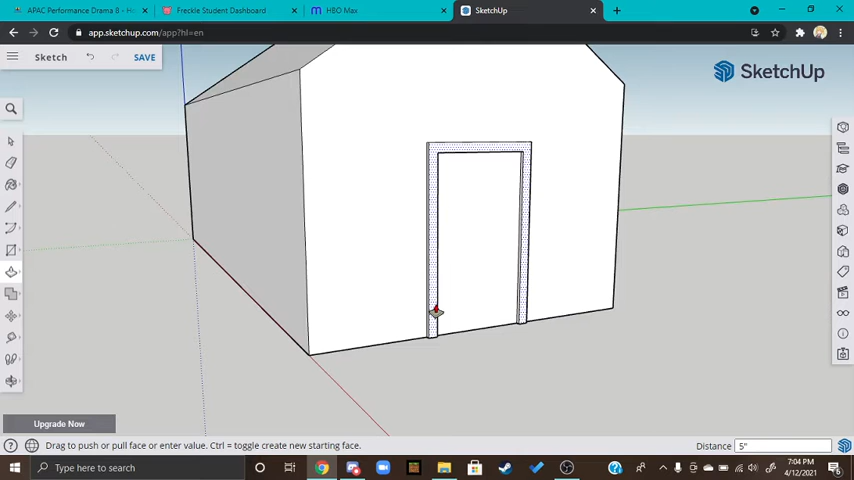 APAC Performance Drama B - Ho
Freckle Student Dashboard
HBO Max
SketchUp
app.sketchup.com/app?hl=en
Sketch
SAVE
SketchUp
Upgrade Now
Drag to push or pull face or enter value. Ctrl = toggle create new starting face.
Distance
5"
Type here to search
7:04 PM
4/12/2021